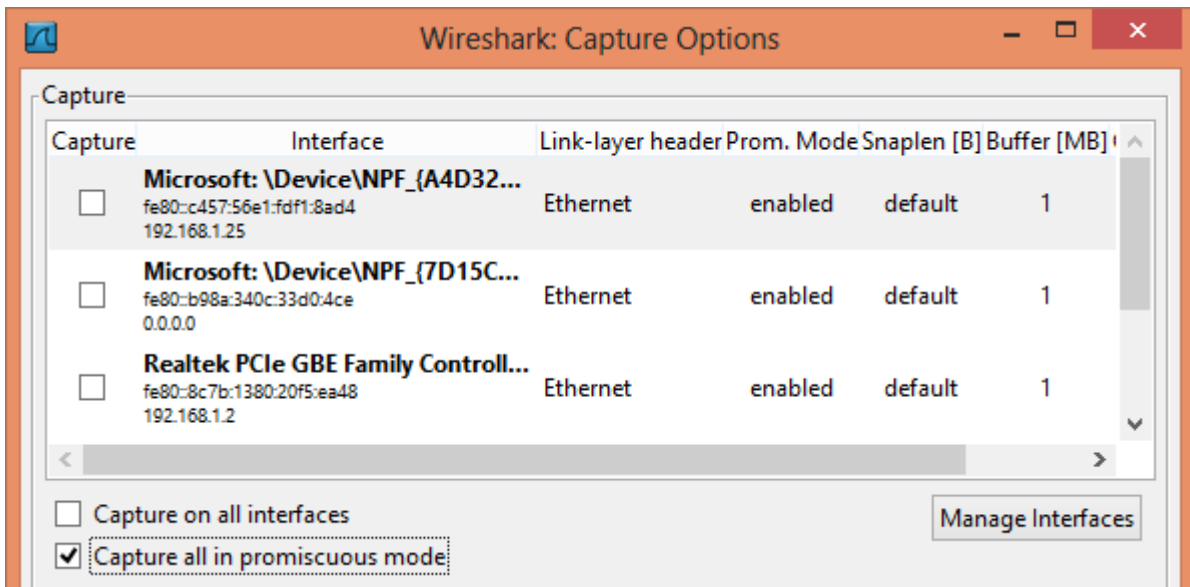 Wireshark: Capture Options
Capture
Capture Interface Link-layer header Prom. Mode Snaplen [B] Buffer [MB]
Microsoft: \Device\NPF_{A4D32...
fe80::c457:56e1:fdf1:8ad4
192.168.1.25
Ethernet enabled default 1
Microsoft: \Device\NPF_{7D15C...
fe80::b98a:340c:33d0:4ce
0.0.0.0
Ethernet enabled default 1
Realtek PCIe GBE Family Controll...
fe80::8c7b:1380:20f5:ea48
192.168.1.2
Ethernet enabled default 1
Capture on all interfaces
Manage Interfaces
Capture all in promiscuous mode